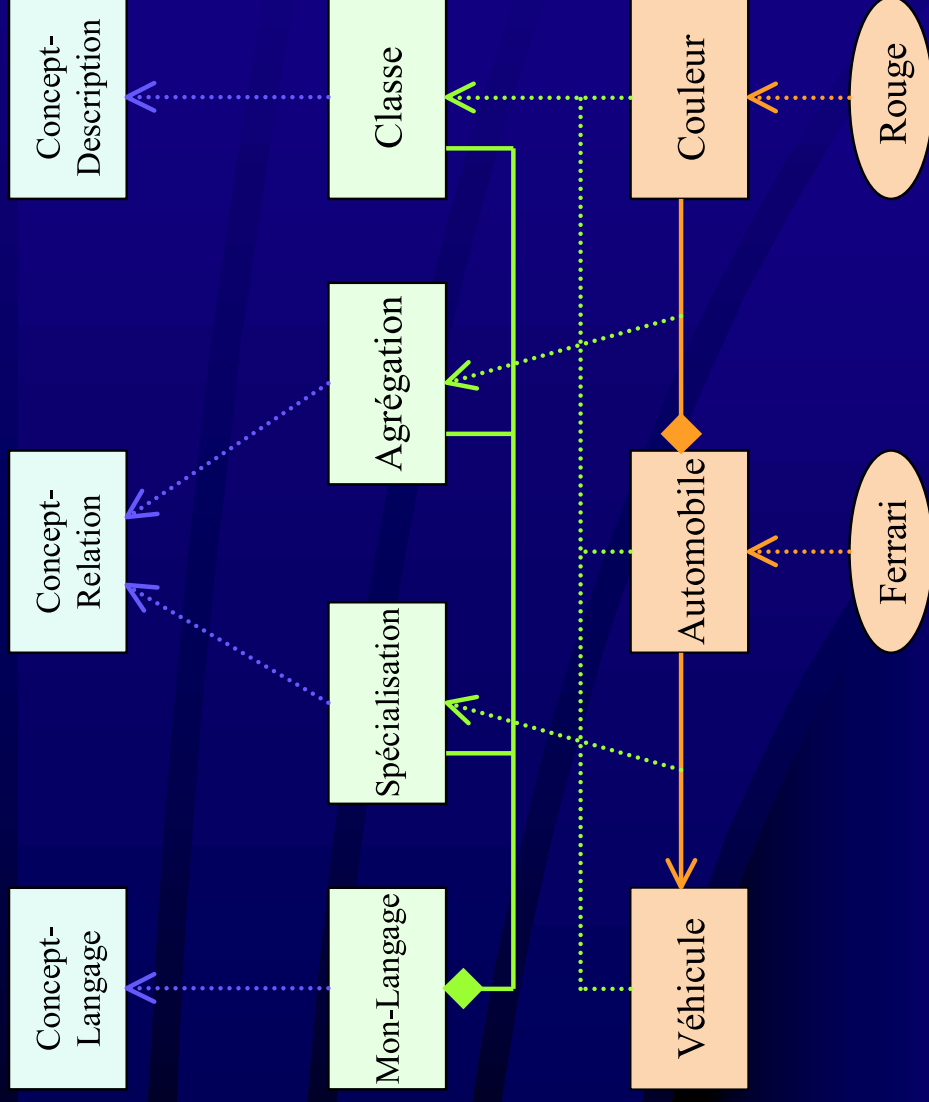 Concept-
Langage
Concept-
Relation
Concept-
Description
Mon-Langage
Spécialisation
Agrégation
Classe
Véhicule
Automobile
Couleur
Ferrari
Rouge